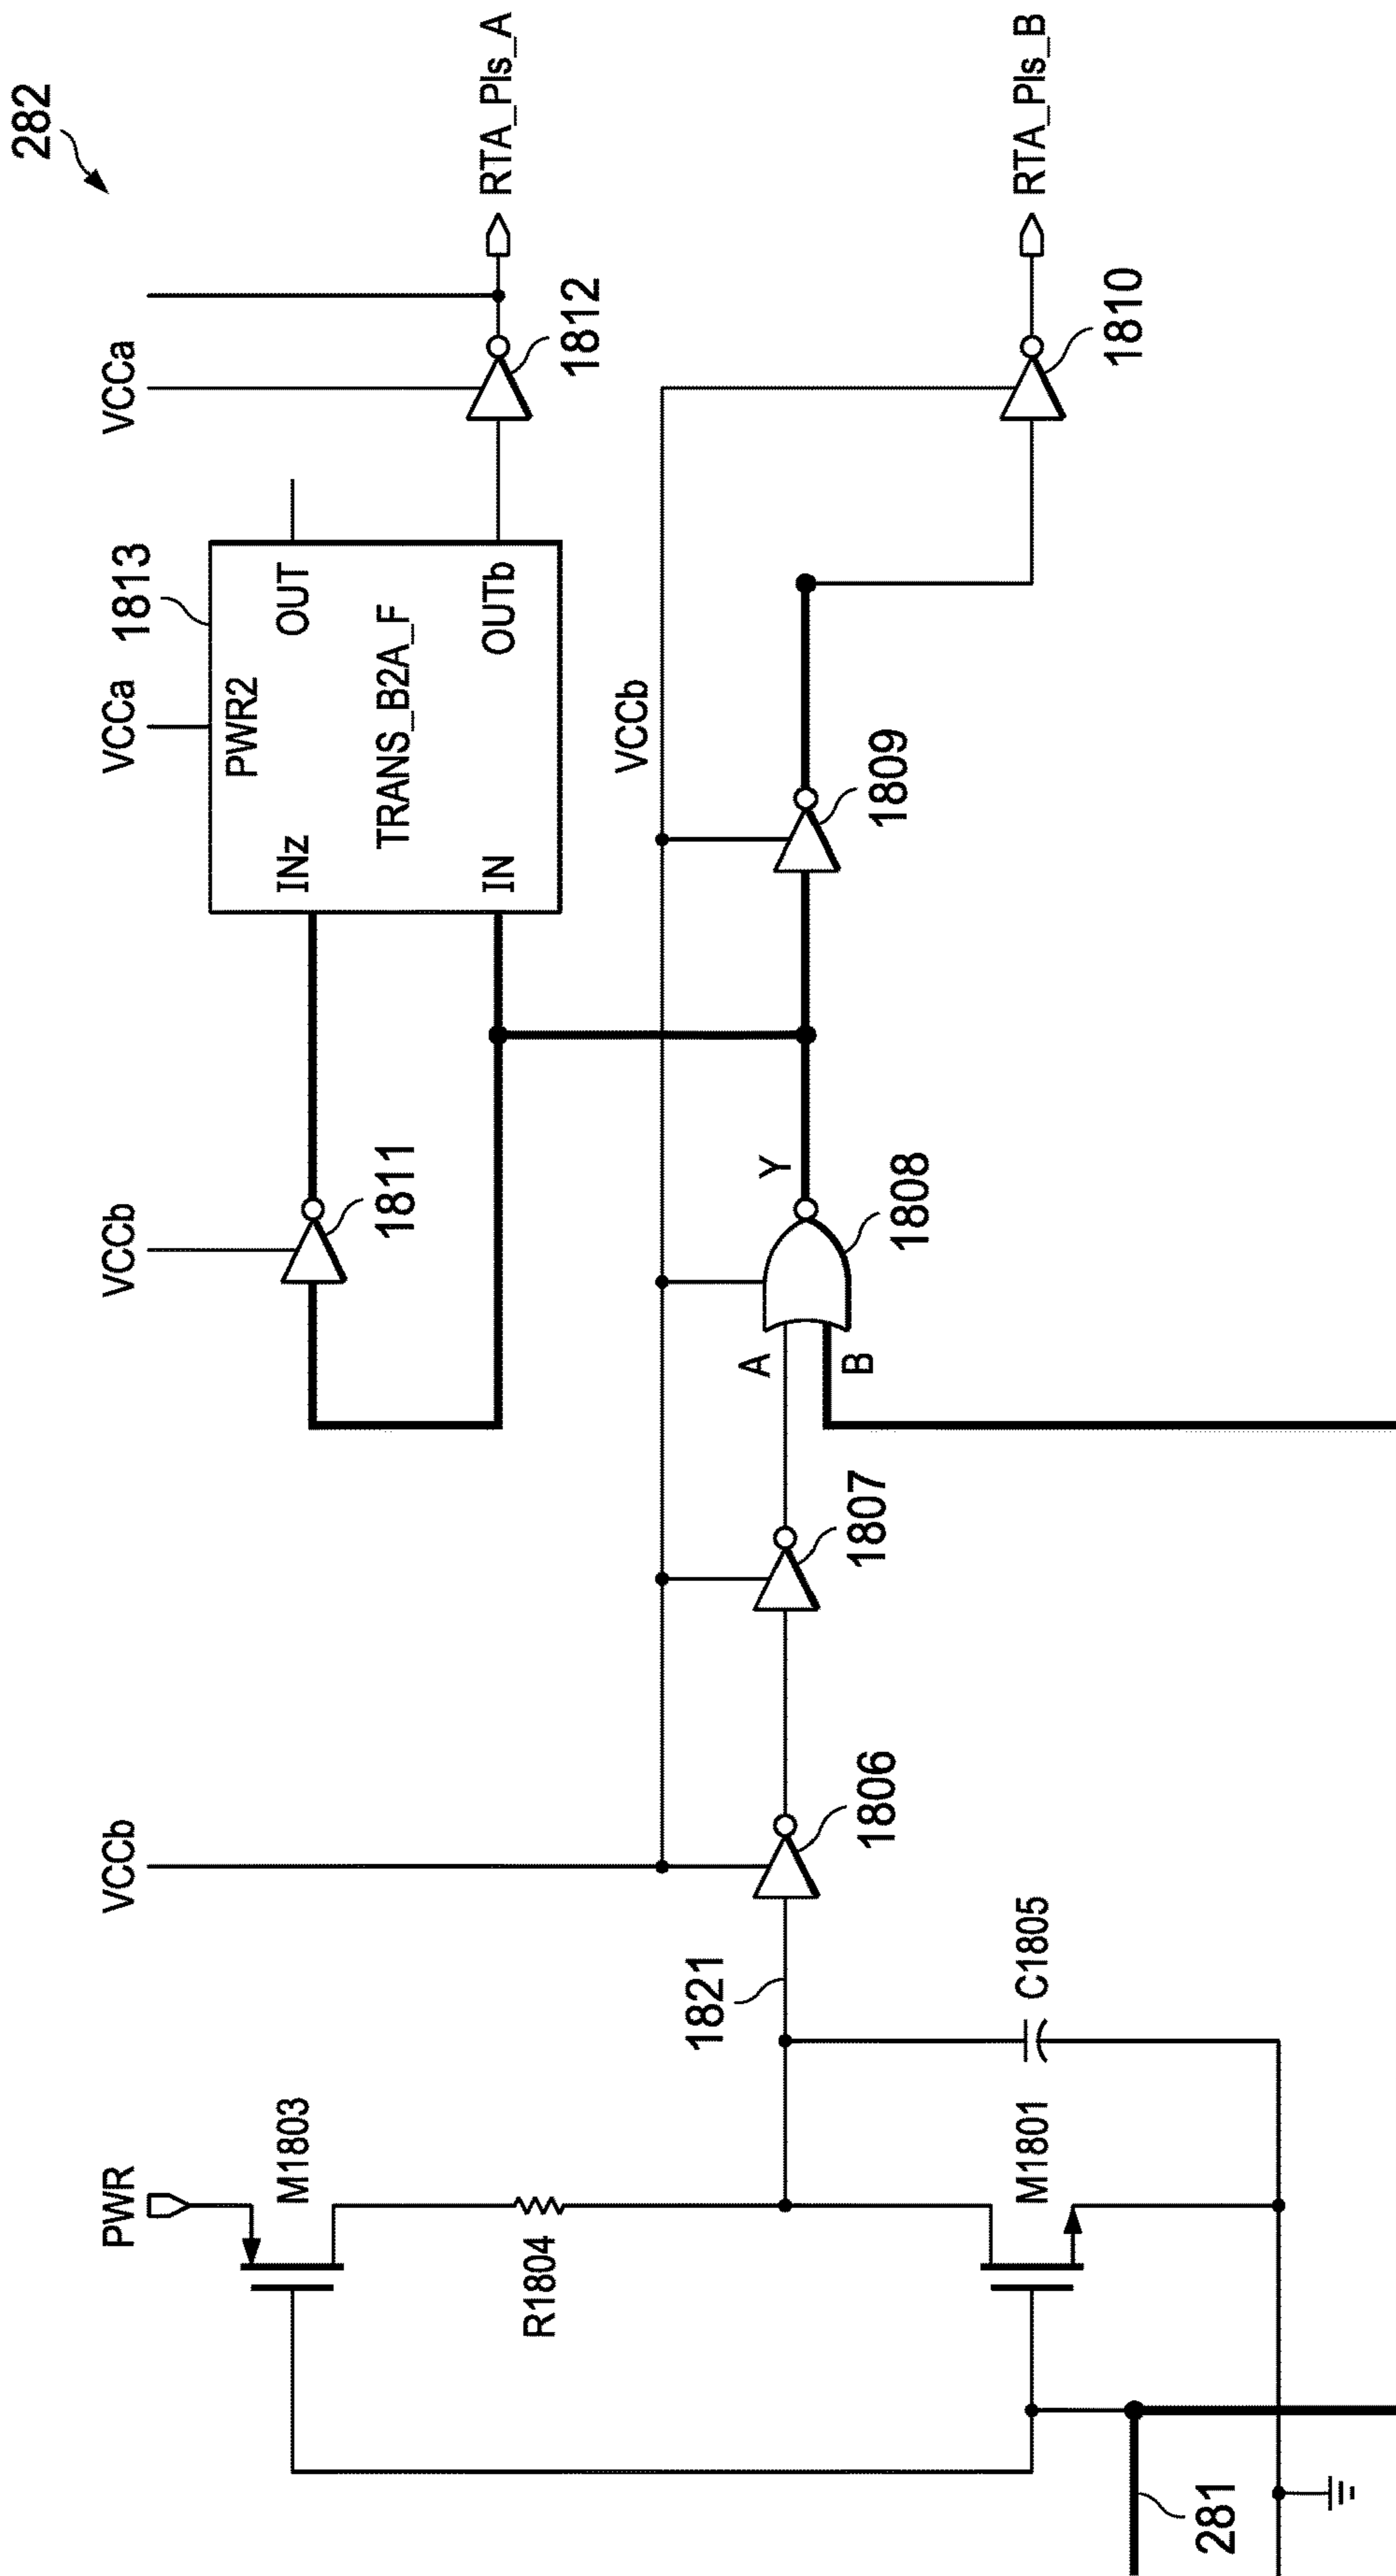 282
VCCb
VCCb
VCCa
VCCa
1813
PWR2
INz
OUT
TRANS_B2A_F
IN
OUTb
1811
1812
RTA_Pls_A
PWR
M1803
R1804
VCCb
1821
1806
1807
A
B
Y
1808
1809
1810
RTA_Pls_B
M1801
C1805
281